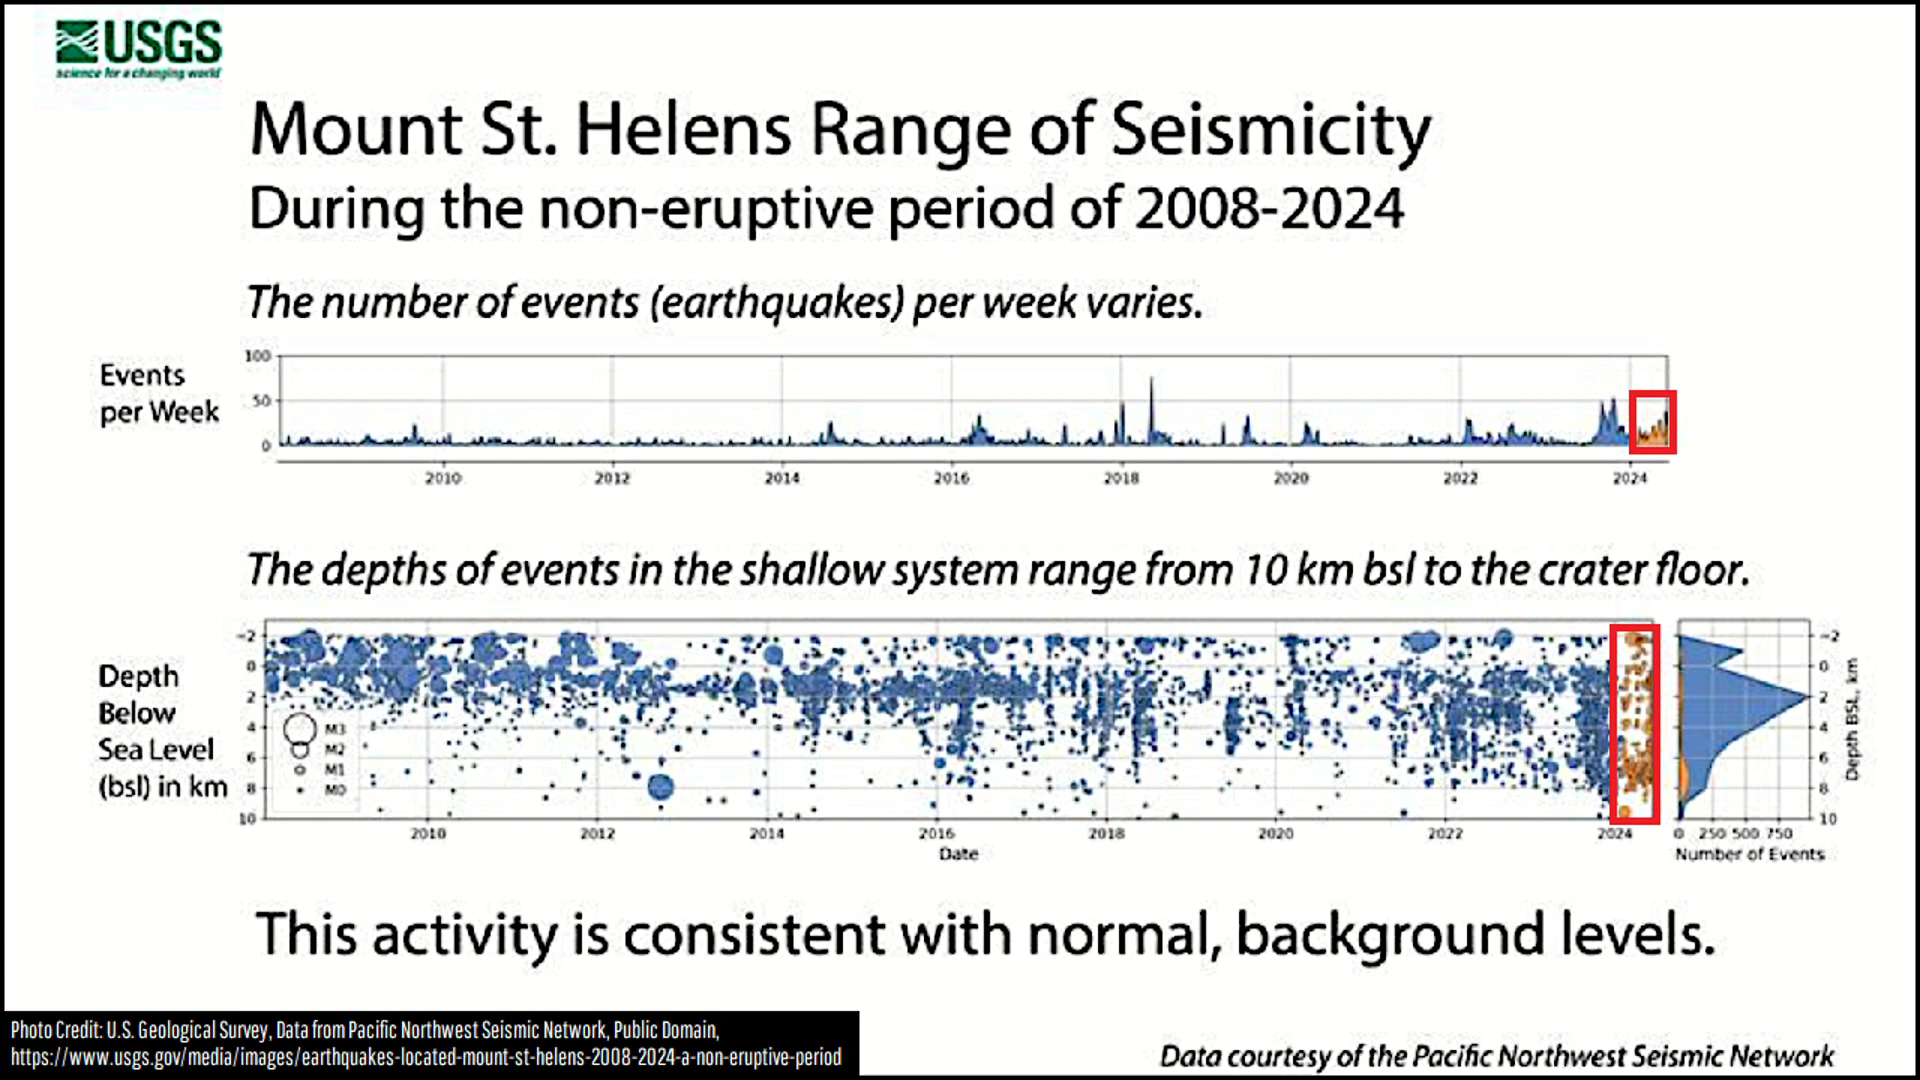 USGS
science for a changing world
Mount St. Helens Range of Seismicity
During the non-eruptive period of 2008-2024
The number of events (earthquakes) per week varies.
Events
per Week
100
50
0
2010 2012 2014 2016 2018 2020 2022 2024
The depths of events in the shallow system range from 10 km bsl to the crater floor.
Depth
Below
Sea Level
(bsl) in km
-2
0
2
4
6
8
10
M3
M2
M1
M0
2010 2012 2014 2016 2018 2020 2022 2024
Date
-2
0
2
4
6
8
10
Depth BSL, km
0 250 500 750
Number of Events
This activity is consistent with normal, background levels.
Photo Credit: U.S. Geological Survey, Data from Pacific Northwest Seismic Network, Public Domain,
https://www.usgs.gov/media/images/earthquakes-located-mount-st-helens-2008-2024-a-non-eruptive-period
Data courtesy of the Pacific Northwest Seismic Network